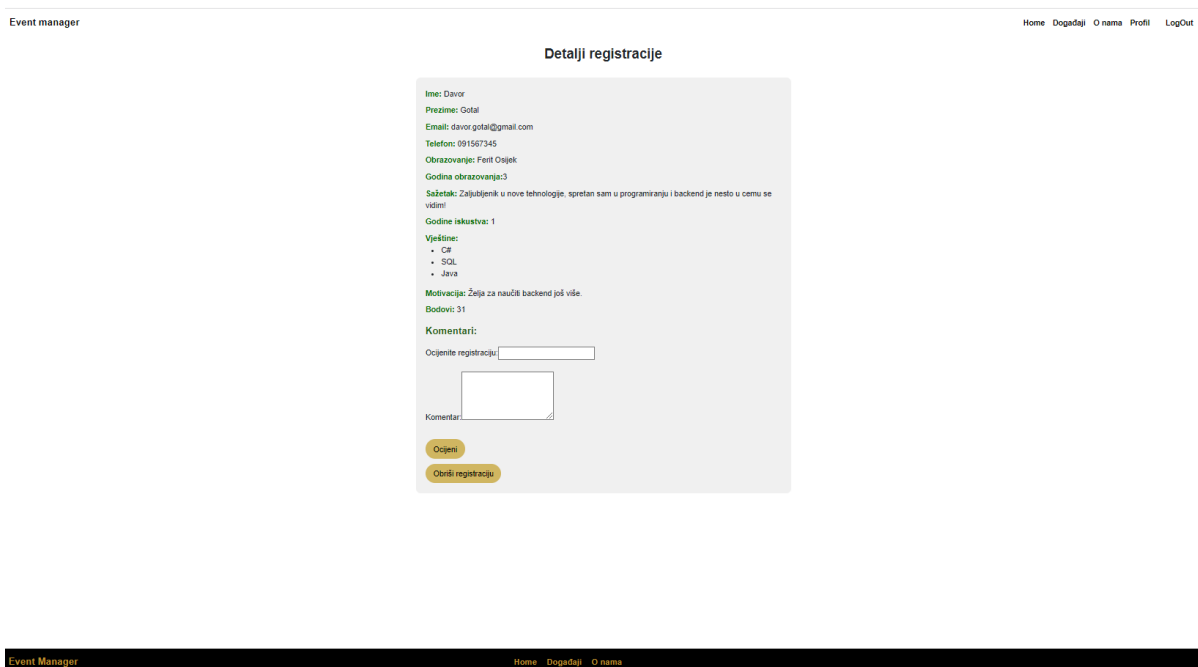 Event manager
Home Događaji O nama Profil LogOut
Detalji registracije
Ime: Davor
Prezime: Gotal
Email: davor.gotal@gmail.com
Telefon: 091567345
Obrazovanje: Ferit Osijek
Godina obrazovanja:3
Sažetak: Zaljubljenik u nove tehnologije, spretan sam u programiranju i backend je nesto u cemu se
vidim!
Godine iskustva: 1
Vještine:
• C#
• SQL
• Java
Motivacija: Želja za naučiti backend još više.
Bodovi: 31
Komentari:
Ocijenite registraciju:
Komentar:
Ocijeni
Obriši registraciju
Event Manager
Home Događaji O nama